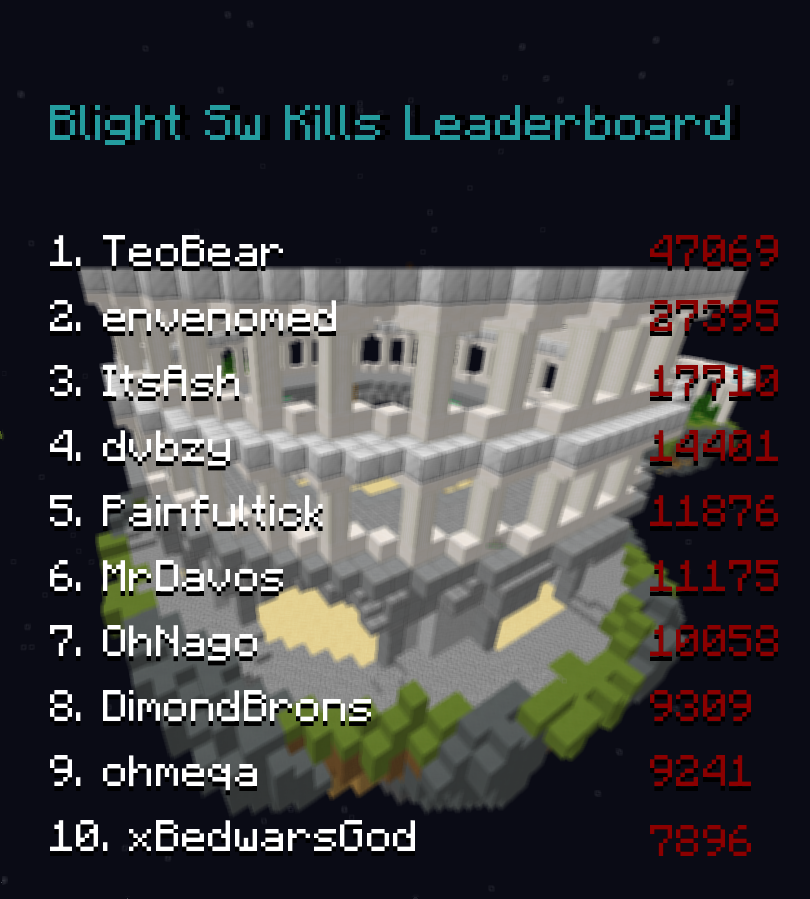 Blight Sw Kills Leaderboard
1. TeoBear 47069
2. envenomed 27395
3. ItsAsh 17710
4. dvbzy 14401
5. Painfultick 11876
6. MrDavos 11175
7. OhNago 10058
8. DimondBrons 9309
9. ohmeqa 9241
10. xBedwarsGod 7896